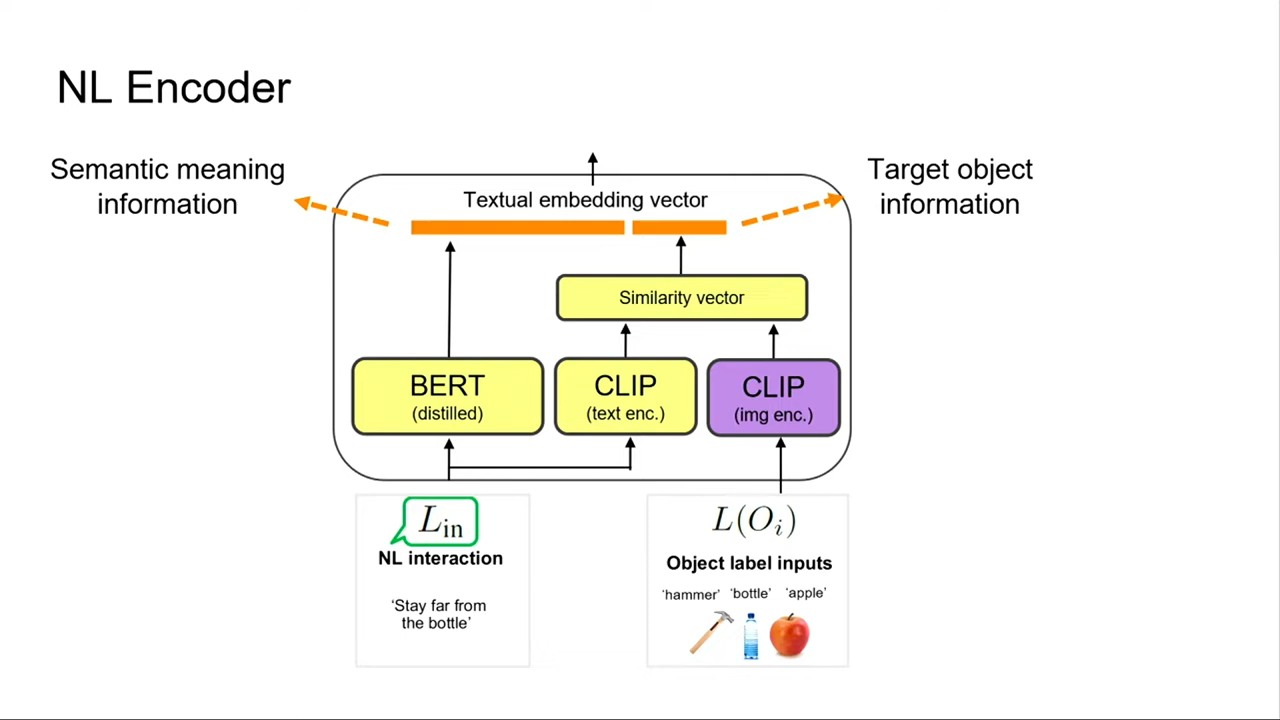 NL Encoder
Semantic meaning
information
Target object
information
Textual embedding vector
Similarity vector
BERT
(distilled)
CLIP
(text enc.)
CLIP
(img enc.)
L_in
NL interaction
‘Stay far from
the bottle’
L(O_i)
Object label inputs
‘hammer’ ‘bottle’ ‘apple’